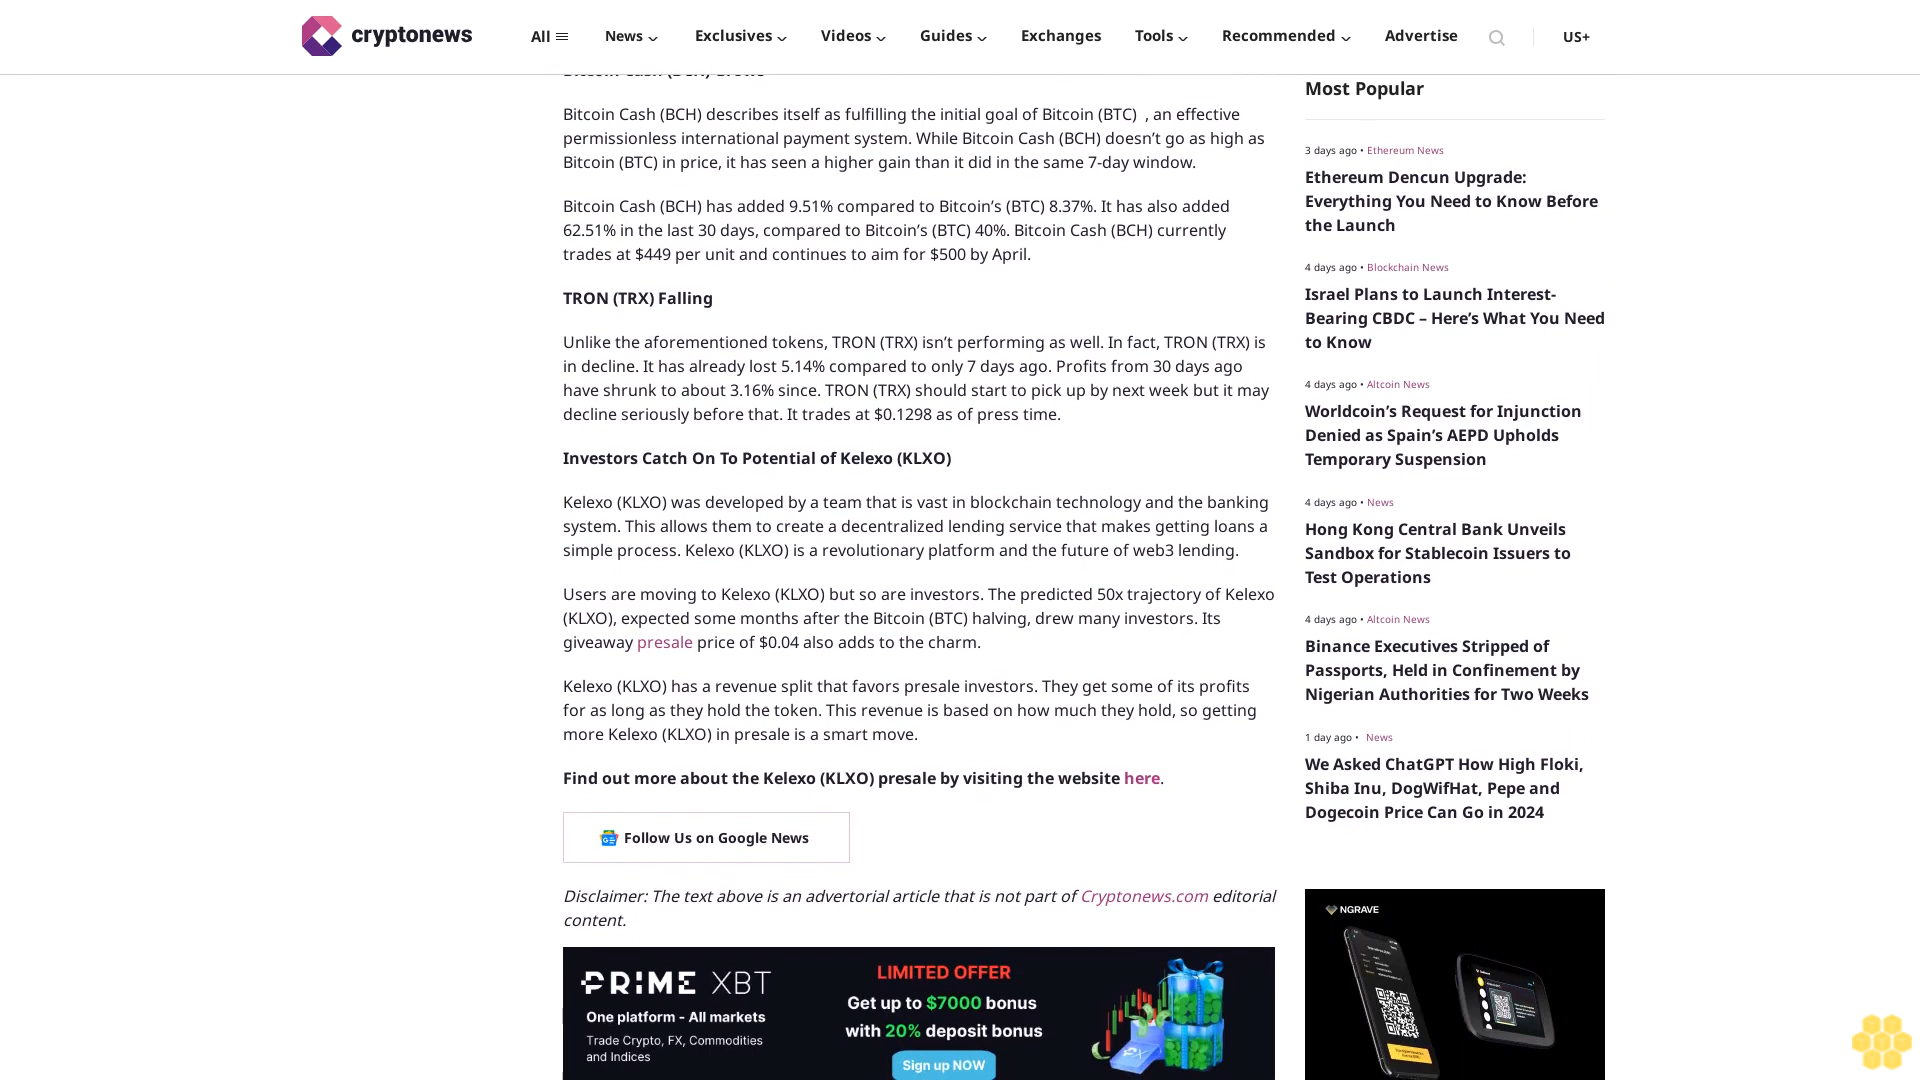 cryptonews
All
News
Exclusives
Videos
Guides
Exchanges
Tools
Recommended
Advertise
US+
Bitcoin Cash (BCH) describes itself as fulfilling the initial goal of Bitcoin (BTC)  , an effective
permissionless international payment system. While Bitcoin Cash (BCH) doesn’t go as high as
Bitcoin (BTC) in price, it has seen a higher gain than it did in the same 7-day window.
Bitcoin Cash (BCH) has added 9.51% compared to Bitcoin’s (BTC) 8.37%. It has also added
62.51% in the last 30 days, compared to Bitcoin’s (BTC) 40%. Bitcoin Cash (BCH) currently
trades at $449 per unit and continues to aim for $500 by April.
TRON (TRX) Falling
Unlike the aforementioned tokens, TRON (TRX) isn’t performing as well. In fact, TRON (TRX) is
in decline. It has already lost 5.14% compared to only 7 days ago. Profits from 30 days ago
have shrunk to about 3.16% since. TRON (TRX) should start to pick up by next week but it may
decline seriously before that. It trades at $0.1298 as of press time.
Investors Catch On To Potential of Kelexo (KLXO)
Kelexo (KLXO) was developed by a team that is vast in blockchain technology and the banking
system. This allows them to create a decentralized lending service that makes getting loans a
simple process. Kelexo (KLXO) is a revolutionary platform and the future of web3 lending.
Users are moving to Kelexo (KLXO) but so are investors. The predicted 50x trajectory of Kelexo
(KLXO), expected some months after the Bitcoin (BTC) halving, drew many investors. Its
giveaway presale price of $0.04 also adds to the charm.
Kelexo (KLXO) has a revenue split that favors presale investors. They get some of its profits
for as long as they hold the token. This revenue is based on how much they hold, so getting
more Kelexo (KLXO) in presale is a smart move.
Find out more about the Kelexo (KLXO) presale by visiting the website here.
Follow Us on Google News
Disclaimer: The text above is an advertorial article that is not part of Cryptonews.com editorial
content.
PRIME XBT
One platform - All markets
Trade Crypto, FX, Commodities
and Indices
LIMITED OFFER
Get up to $7000 bonus
with 20% deposit bonus
Sign up NOW
Most Popular
3 days ago • Ethereum News
Ethereum Dencun Upgrade:
Everything You Need to Know Before
the Launch
4 days ago • Blockchain News
Israel Plans to Launch Interest-
Bearing CBDC – Here’s What You Need
to Know
4 days ago • Altcoin News
Worldcoin’s Request for Injunction
Denied as Spain’s AEPD Upholds
Temporary Suspension
4 days ago • News
Hong Kong Central Bank Unveils
Sandbox for Stablecoin Issuers to
Test Operations
4 days ago • Altcoin News
Binance Executives Stripped of
Passports, Held in Confinement by
Nigerian Authorities for Two Weeks
1 day ago • News
We Asked ChatGPT How High Floki,
Shiba Inu, DogWifHat, Pepe and
Dogecoin Price Can Go in 2024
NGRAVE